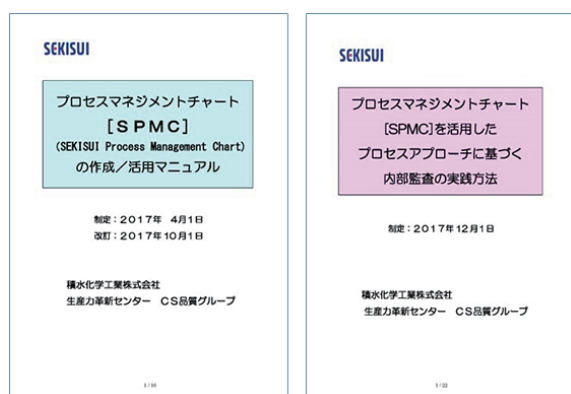 SEKISUI
プロセスマネジメントチャート
[SPMC]
(SEKISUI Process Management Chart)
の作成/活用マニュアル
制定:2017年 4月1日
改訂:2017年10月1日
積水化学工業株式会社
生産力革新センター CS品質グループ
SEKISUI
プロセスマネジメントチャート
[SPMC]を活用した
プロセスアプローチに基づく
内部監査の実践方法
制定:2017年12月1日
積水化学工業株式会社
生産力革新センター CS品質グループ
1/22